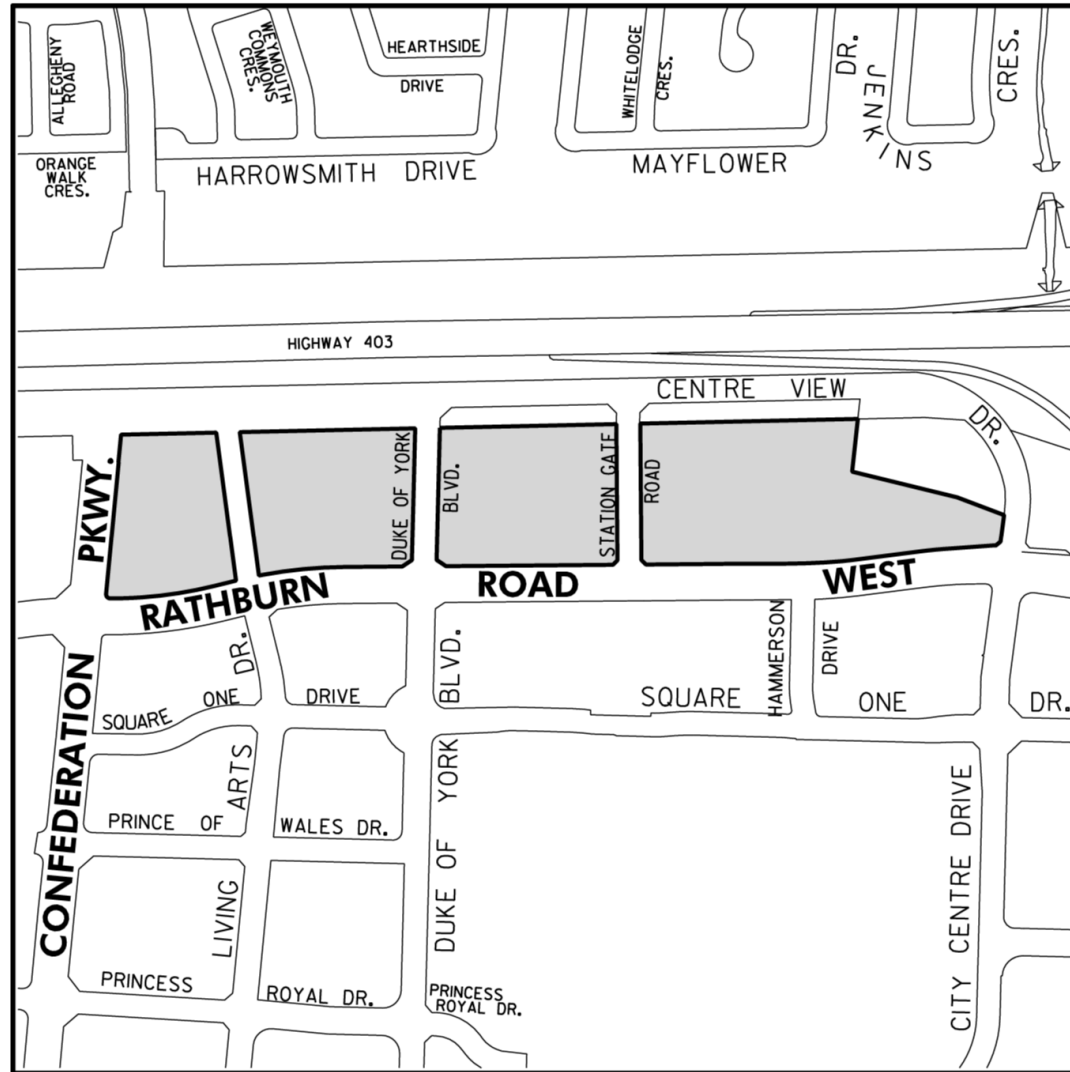 ALLEGHENY
ROAD
WEYMOUTH
COMMONS
CRES.
HEARTHSIDE
DRIVE
WHITELODGE
CRES.
DR.
JENKINS
CRES.
ORANGE
WALK
CRES.
HARROWSMITH DRIVE
MAYFLOWER
HIGHWAY 403
CENTRE VIEW
DR.
PKWY.
DUKE OF YORK
BLVD.
STATION GATE
ROAD
RATHBURN
ROAD
WEST
CONFEDERATION
DR.
SQUARE ONE
DRIVE
BLVD.
SQUARE
HAMMERSON
DRIVE
ONE
DR.
ARTS
PRINCE OF
WALES DR.
DUKE OF YORK
CITY CENTRE DRIVE
LIVING
PRINCESS
ROYAL DR.
PRINCESS
ROYAL DR.